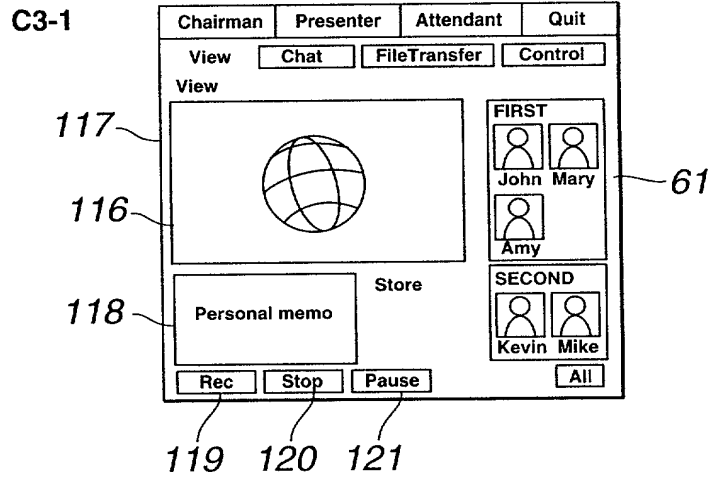 C3-1
Chairman Presenter Attendant Quit
View Chat FileTransfer Control
View
117
116
118
FIRST
John Mary
Amy
61
SECOND
Kevin Mike
Store
Personal memo
Rec Stop Pause All
119 120 121